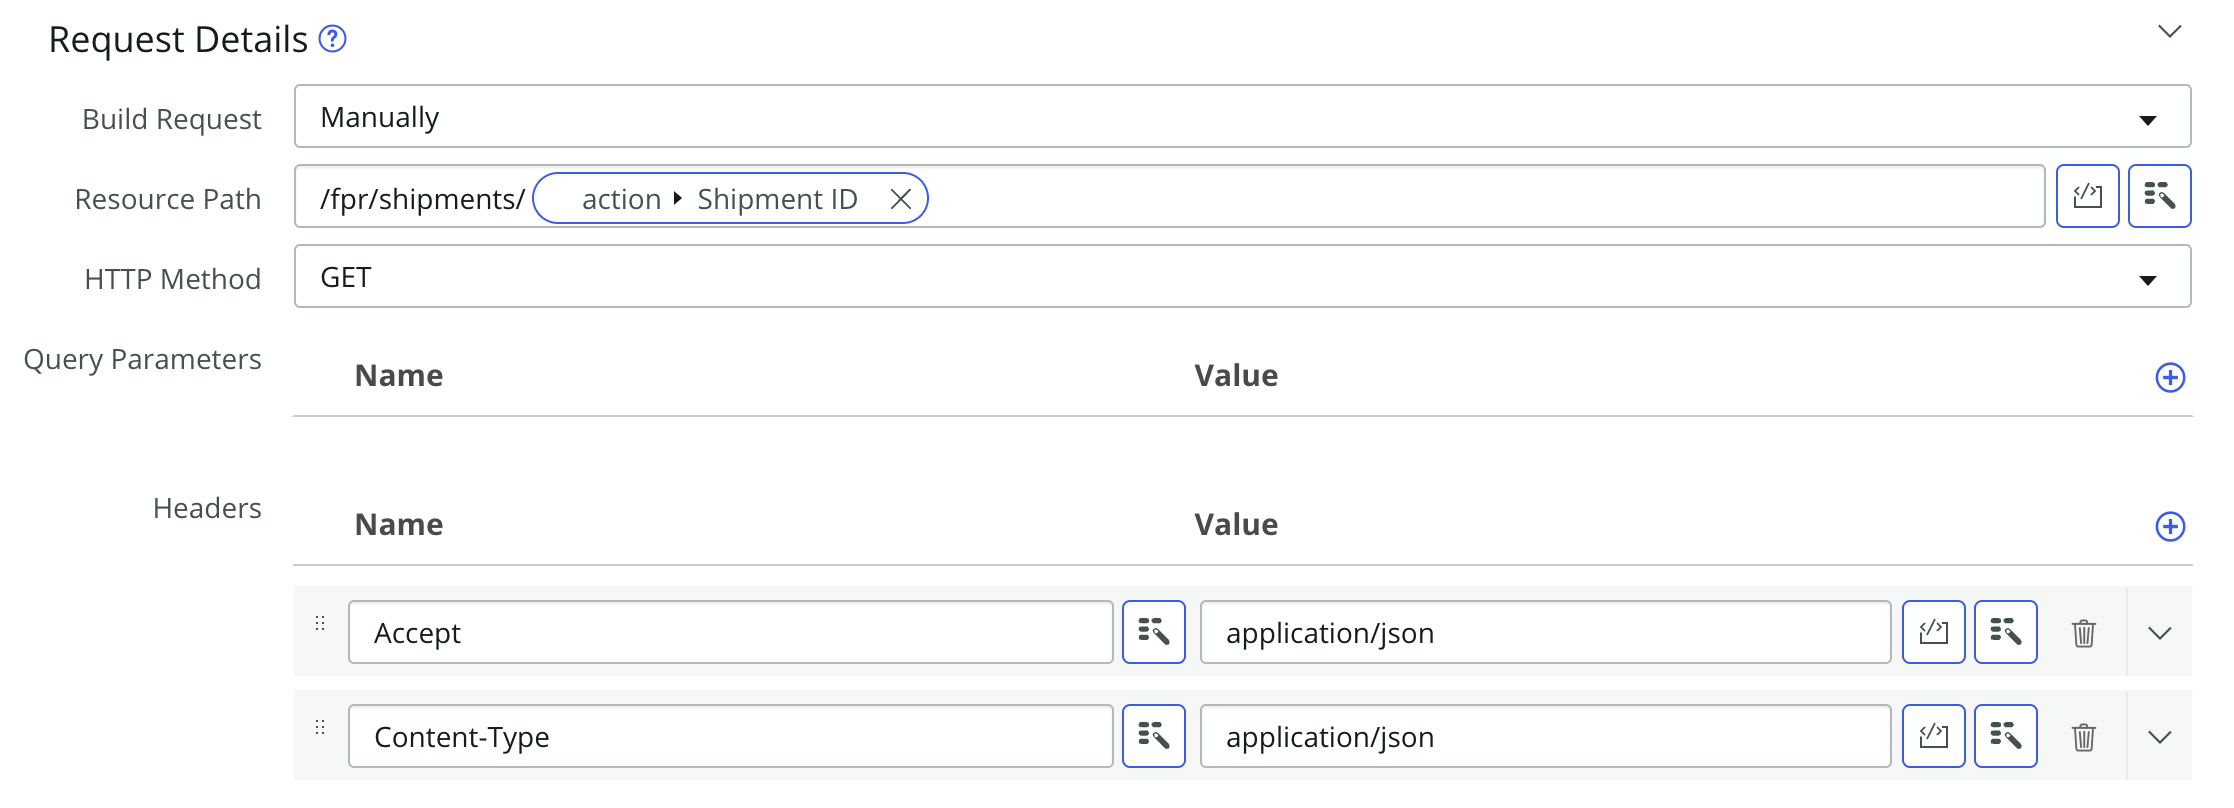 Request Details ?
Build Request Manually
Resource Path /fpr/shipments/ action Shipment ID
HTTP Method GET
Query Parameters
Name Value
Headers
Name Value
Accept application/json
Content-Type application/json